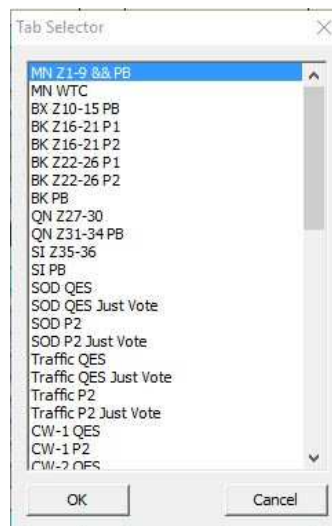 Tab Selector
MN Z1-9 && PB
MN WTC
BX Z10-15 PB
BK Z16-21 P1
BK Z16-21 P2
BK Z22-26 P1
BK Z22-26 P2
BK PB
QN Z27-30
QN Z31-34 PB
SI Z35-36
SI PB
SOD QES
SOD QES Just Vote
SOD P2
SOD P2 Just Vote
Traffic QES
Traffic QES Just Vote
Traffic P2
Traffic P2 Just Vote
CW-1 QES
CW-1 P2
CW-2 QES
OK
Cancel